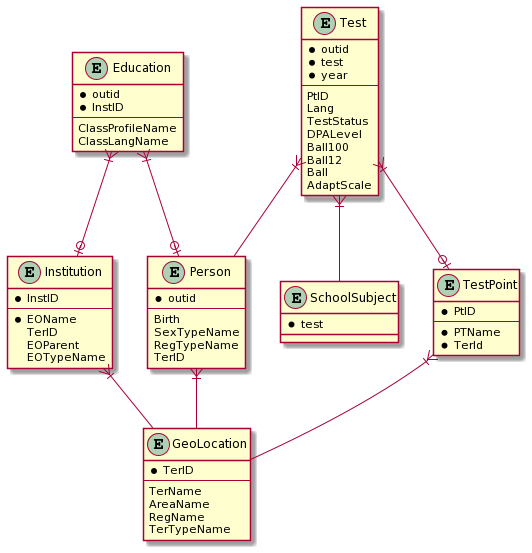 E Test
outid
test
year
PtID
Lang
TestStatus
DPALevel
Ball100
Ball12
Ball
AdaptScale
E Education
outid
InstID
ClassProfileName
ClassLangName
E Institution
InstID
EOName
TerID
EOParent
EOTypeName
E Person
outid
Birth
SexTypeName
RegTypeName
TerID
E SchoolSubject
test
E TestPoint
PtID
PTName
TerId
E GeoLocation
TerID
TerName
AreaName
RegName
TerTypeName